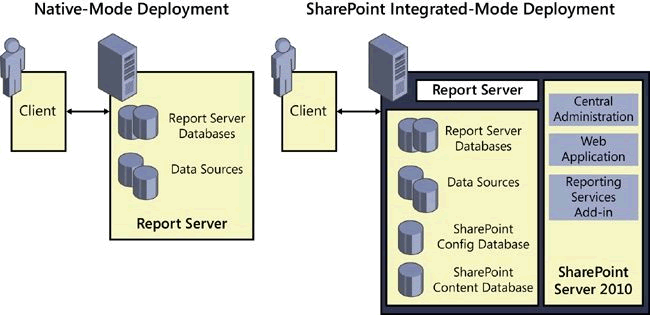 Native-Mode Deployment
Client
Report Server
Databases
Data Sources
Report Server
SharePoint Integrated-Mode Deployment
Client
Report Server
Report Server
Databases
Data Sources
SharePoint
Config Database
SharePoint
Content Database
Central
Administration
Web
Application
Reporting
Services
Add-in
SharePoint
Server 2010